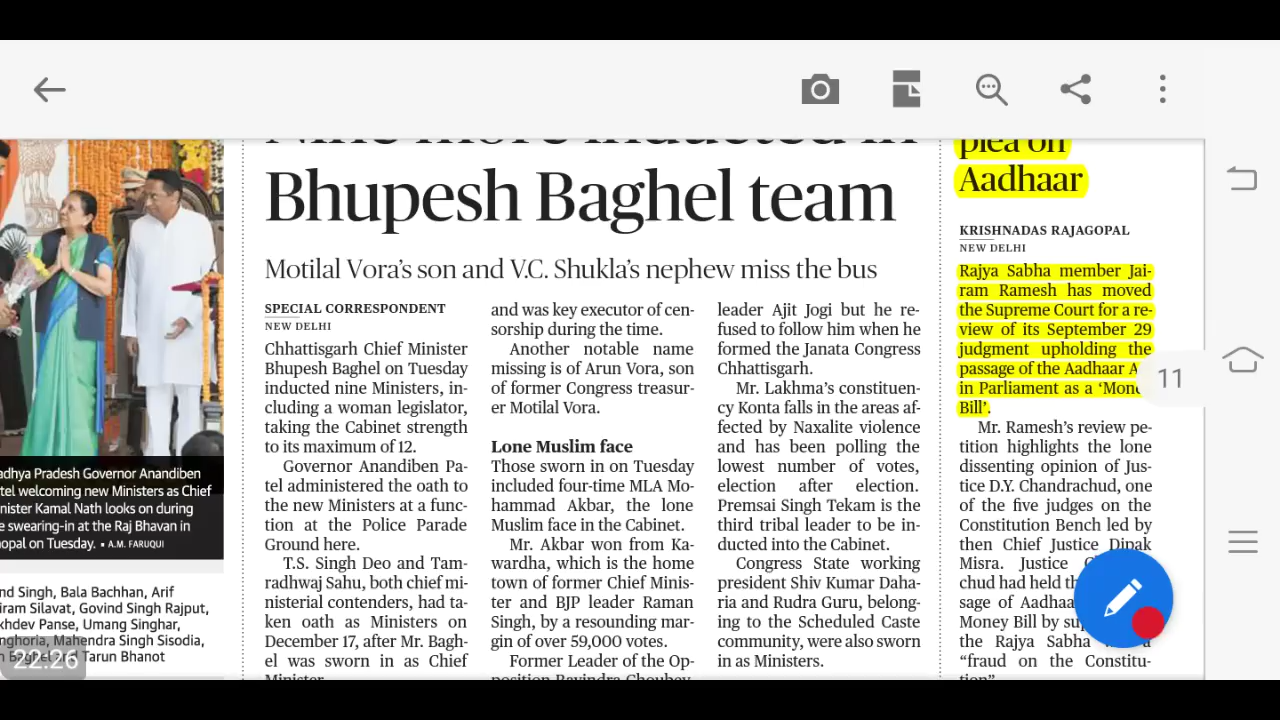 Nine more inducted in
Bhupesh Baghel team
Motilal Vora’s son and V.C. Shukla’s nephew miss the bus
SPECIAL CORRESPONDENT
NEW DELHI
Chhattisgarh Chief Minister
Bhupesh Baghel on Tuesday
inducted nine Ministers, in-
cluding a woman legislator,
taking the Cabinet strength
to its maximum of 12.
Governor Anandiben Pa-
tel administered the oath to
the new Ministers at a func-
tion at the Police Parade
Ground here.
T.S. Singh Deo and Tam-
radhwaj Sahu, both chief mi-
nisterial contenders, had ta-
ken oath as Ministers on
December 17, after Mr. Bagh-
el was sworn in as Chief
Minister.
and was key executor of cen-
sorship during the time.
Another notable name
missing is of Arun Vora, son
of former Congress treasur-
er Motilal Vora.
Lone Muslim face
Those sworn in on Tuesday
included four-time MLA Mo-
hammad Akbar, the lone
Muslim face in the Cabinet.
Mr. Akbar won from Ka-
wardha, which is the home
town of former Chief Minis-
ter and BJP leader Raman
Singh, by a resounding mar-
gin of over 59,000 votes.
Former Leader of the Op-
position Ravindra Choubey,
leader Ajit Jogi but he re-
fused to follow him when he
formed the Janata Congress
Chhattisgarh.
Mr. Lakhma’s constituen-
cy Konta falls in the areas af-
fected by Naxalite violence
and has been polling the
lowest number of votes,
election after election.
Premsai Singh Tekam is the
third tribal leader to be in-
ducted into the Cabinet.
Congress State working
president Shiv Kumar Daha-
ria and Rudra Guru, belong-
ing to the Scheduled Caste
community, were also sworn
in as Ministers.
plea on
Aadhaar
KRISHNADAS RAJAGOPAL
NEW DELHI
Rajya Sabha member Jai-
ram Ramesh has moved
the Supreme Court for a re-
view of its September 29
judgment upholding the
passage of the Aadhaar A
in Parliament as a ‘Mone
Bill’.
Mr. Ramesh’s review pe-
tition highlights the lone
dissenting opinion of Jus-
tice D.Y. Chandrachud, one
of the five judges on the
Constitution Bench led by
then Chief Justice Dipak
Misra. Justice
chud had held th
sage of Aadhaa
Money Bill by su
the Rajya Sabha
“fraud on the Constitu-
tion”.
11
adhya Pradesh Governor Anandiben
tel welcoming new Ministers as Chief
nister Kamal Nath looks on during
e swearing-in at the Raj Bhavan in
opal on Tuesday. ▪ A.M. FARUQUI
nd Singh, Bala Bachhan, Arif
iram Silavat, Govind Singh Rajput,
khdev Panse, Umang Singhar,
nghoria, Mahendra Singh Sisodia,
and Tarun Bhanot
22:26